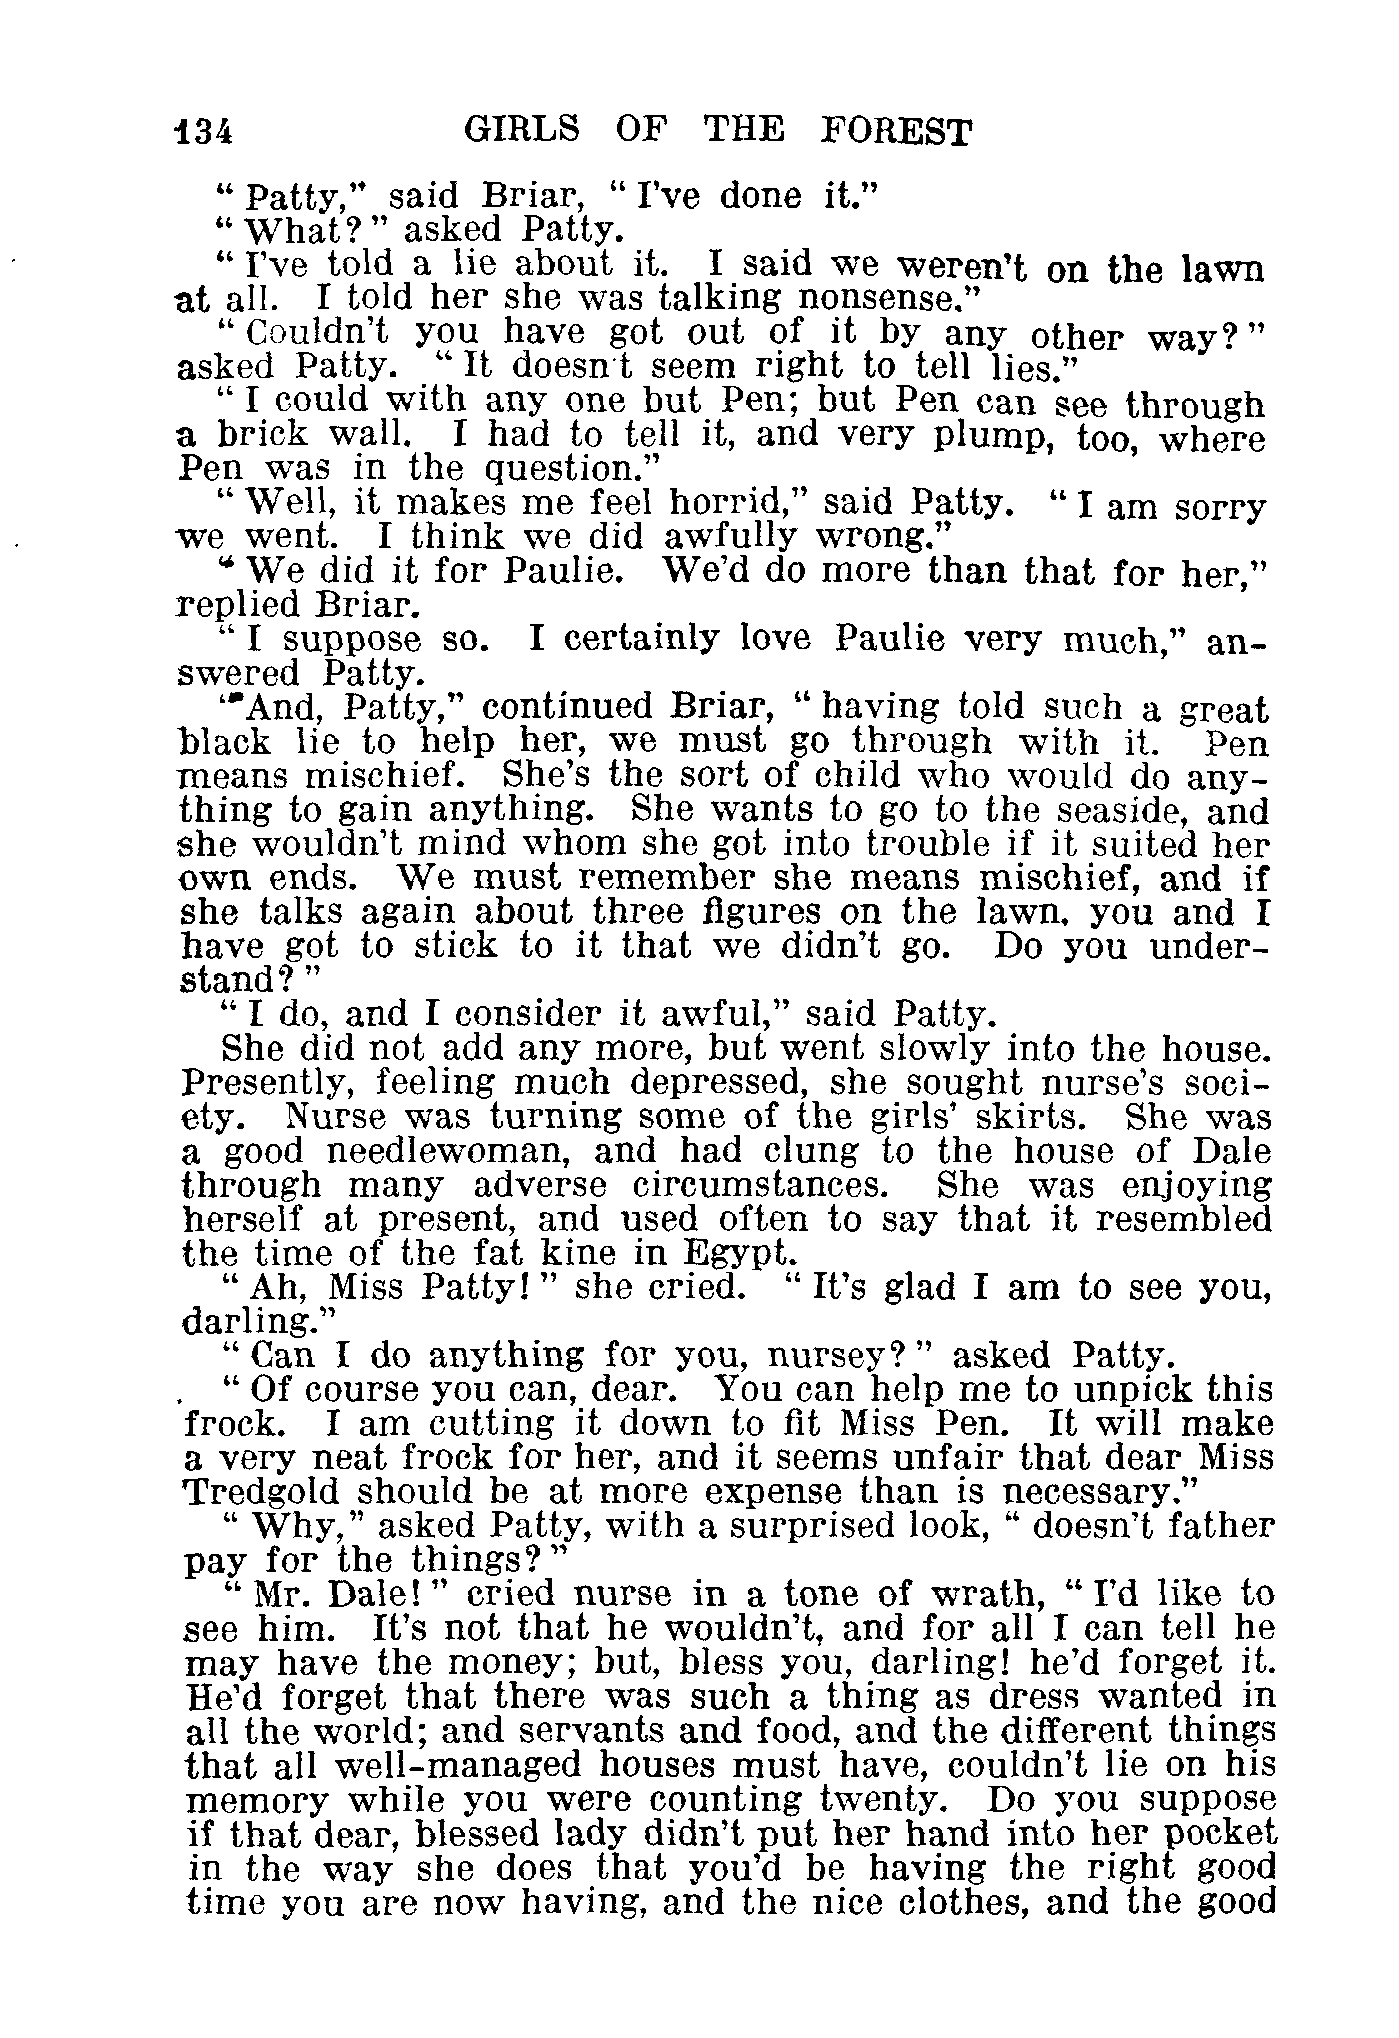 134 GIRLS OF THE FOREST
“ Patty,” said Briar, “ I've done it.”
“ What? ” asked Patty.
“ I've told a lie about it. I said we weren't on the lawn
at all. I told her she was talking nonsense.”
“ Couldn't you have got out of it by any other way? ”
asked Patty. “ It doesn't seem right to tell lies.”
“ I could with any one but Pen; but Pen can see through
a brick wall. I had to tell it, and very plump, too, where
Pen was in the question.”
“ Well, it makes me feel horrid,” said Patty. “ I am sorry
we went. I think we did awfully wrong.”
“ We did it for Paulie. We'd do more than that for her,”
replied Briar.
“ I suppose so. I certainly love Paulie very much,” an-
swered Patty.
“ And, Patty,” continued Briar, “ having told such a great
black lie to help her, we must go through with it. Pen
means mischief. She's the sort of child who would do any-
thing to gain anything. She wants to go to the seaside, and
she wouldn't mind whom she got into trouble if it suited her
own ends. We must remember she means mischief, and if
she talks again about three figures on the lawn, you and I
have got to stick to it that we didn't go. Do you under-
stand? ”
“ I do, and I consider it awful,” said Patty.
She did not add any more, but went slowly into the house.
Presently, feeling much depressed, she sought nurse's soci-
ety. Nurse was turning some of the girls' skirts. She was
a good needlewoman, and had clung to the house of Dale
through many adverse circumstances. She was enjoying
herself at present, and used often to say that it resembled
the time of the fat kine in Egypt.
“ Ah, Miss Patty! ” she cried. “ It's glad I am to see you,
darling.”
“ Can I do anything for you, nursey? ” asked Patty.
“ Of course you can, dear. You can help me to unpick this
frock. I am cutting it down to fit Miss Pen. It will make
a very neat frock for her, and it seems unfair that dear Miss
Tredgold should be at more expense than is necessary.”
“ Why,” asked Patty, with a surprised look, “ doesn't father
pay for the things? ”
“ Mr. Dale! ” cried nurse in a tone of wrath, “ I'd like to
see him. It's not that he wouldn't, and for all I can tell he
may have the money; but, bless you, darling! he'd forget it.
He'd forget that there was such a thing as dress wanted in
all the world; and servants and food, and the different things
that all well-managed houses must have, couldn't lie on his
memory while you were counting twenty. Do you suppose
if that dear, blessed lady didn't put her hand into her pocket
in the way she does that you'd be having the right good
time you are now having, and the nice clothes, and the good